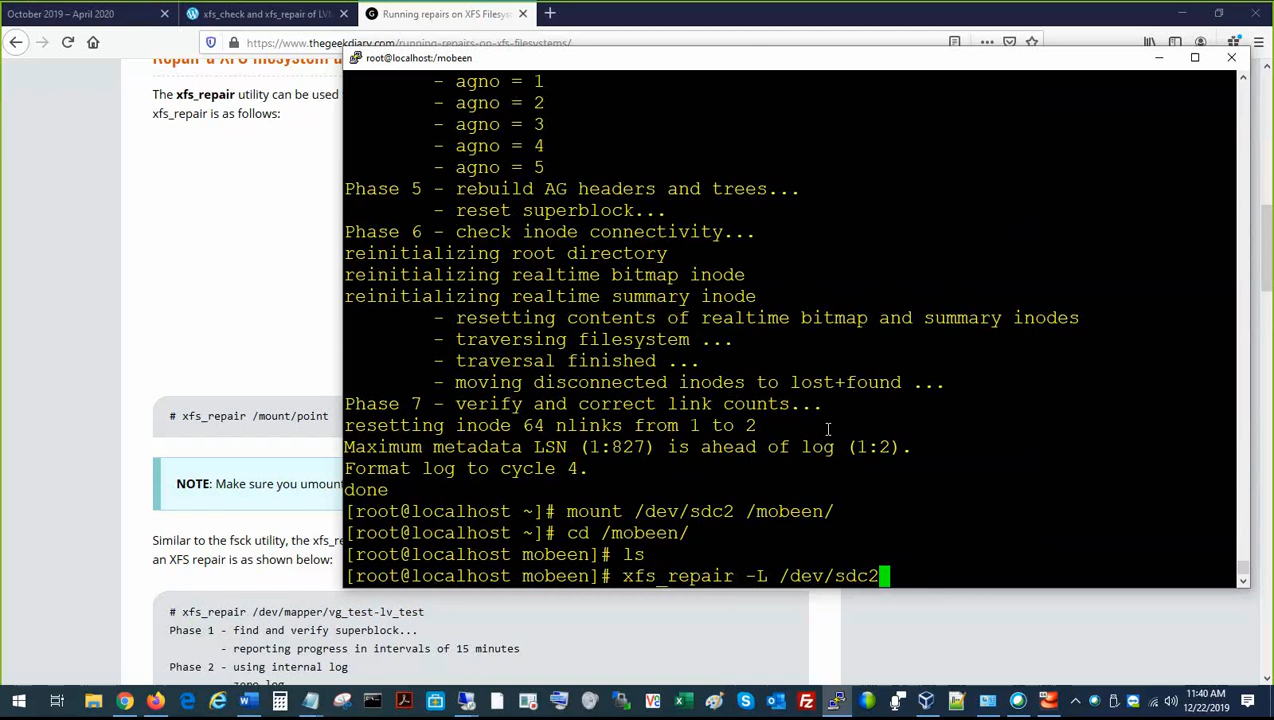 October 2019 – April 2020
xfs_check and xfs_repair of LVM
Running repairs on XFS Filesys
https://www.thegeekdiary.com/running-repairs-on-xfs-filesystems/
The xfs_repair utility can be used
xfs_repair is as follows:
# xfs_repair /mount/point
NOTE: Make sure you umount
Similar to the fsck utility, the xfs_
an XFS repair is as shown below:
# xfs_repair /dev/mapper/vg_test-lv_test
Phase 1 - find and verify superblock...
- reporting progress in intervals of 15 minutes
Phase 2 - using internal log
root@localhost:/mobeen
- agno = 1
- agno = 2
- agno = 3
- agno = 4
- agno = 5
Phase 5 - rebuild AG headers and trees...
- reset superblock...
Phase 6 - check inode connectivity...
reinitializing root directory
reinitializing realtime bitmap inode
reinitializing realtime summary inode
- resetting contents of realtime bitmap and summary inodes
- traversing filesystem ...
- traversal finished ...
- moving disconnected inodes to lost+found ...
Phase 7 - verify and correct link counts...
resetting inode 64 nlinks from 1 to 2
Maximum metadata LSN (1:827) is ahead of log (1:2).
Format log to cycle 4.
done
[root@localhost ~]# mount /dev/sdc2 /mobeen/
[root@localhost ~]# cd /mobeen/
[root@localhost mobeen]# ls
[root@localhost mobeen]# xfs_repair -L /dev/sdc2
11:40 AM
12/22/2019